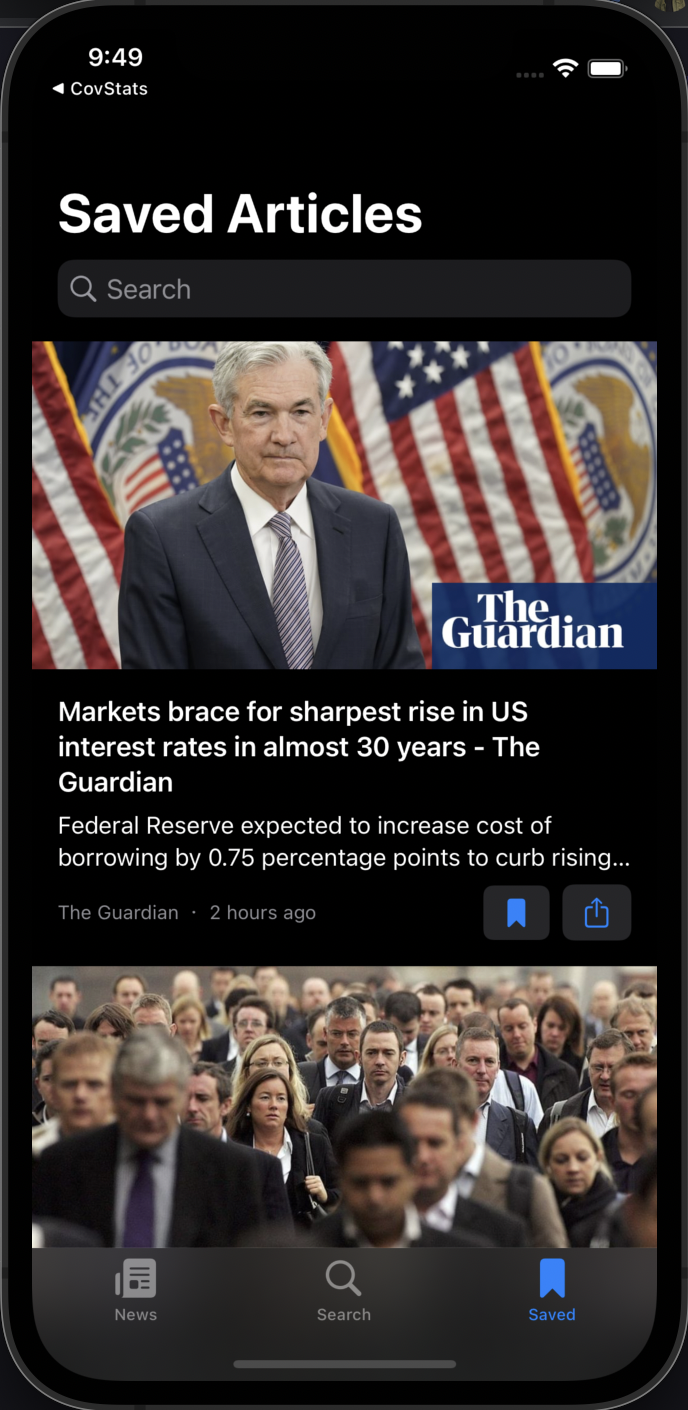 9:49
◀ CovStats
Saved Articles
Search
The
Guardian
Markets brace for sharpest rise in US
interest rates in almost 30 years - The
Guardian
Federal Reserve expected to increase cost of
borrowing by 0.75 percentage points to curb rising...
The Guardian · 2 hours ago
News
Search
Saved